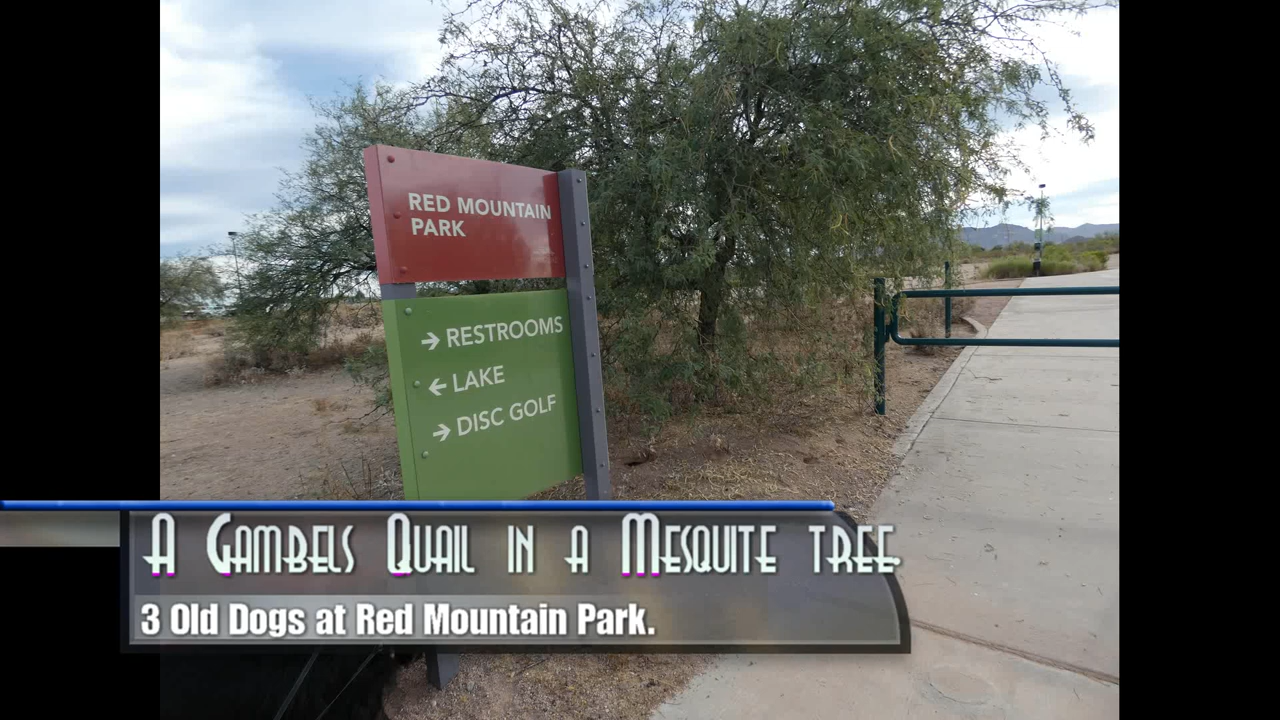 RED MOUNTAIN
PARK
→ RESTROOMS
← LAKE
→ DISC GOLF
A Gambels Quail in a Mesquite tree
3 Old Dogs at Red Mountain Park.